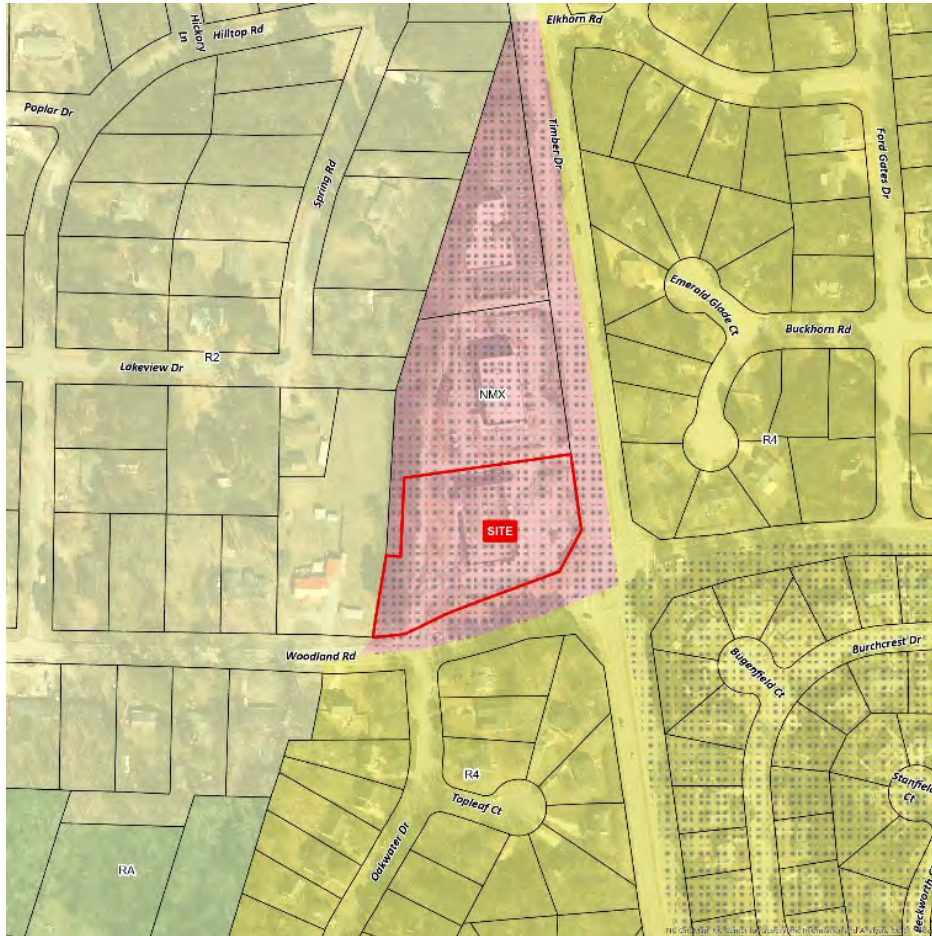 Elkhorn Rd
Hickory
Ln
Hilltop Rd
Poplar Dr
Timber Dr
Ford Gates Dr
Spring Rd
Emerald Glade Ct
Buckhorn Rd
R2
Lakeview Dr
NMX
R4
SITE
Woodland Rd
Burchcrest Dr
Bugenfield Ct
R4
Topleaf Ct
Stanfield
Ct
Oakwater Dr
RA
Beckworth C